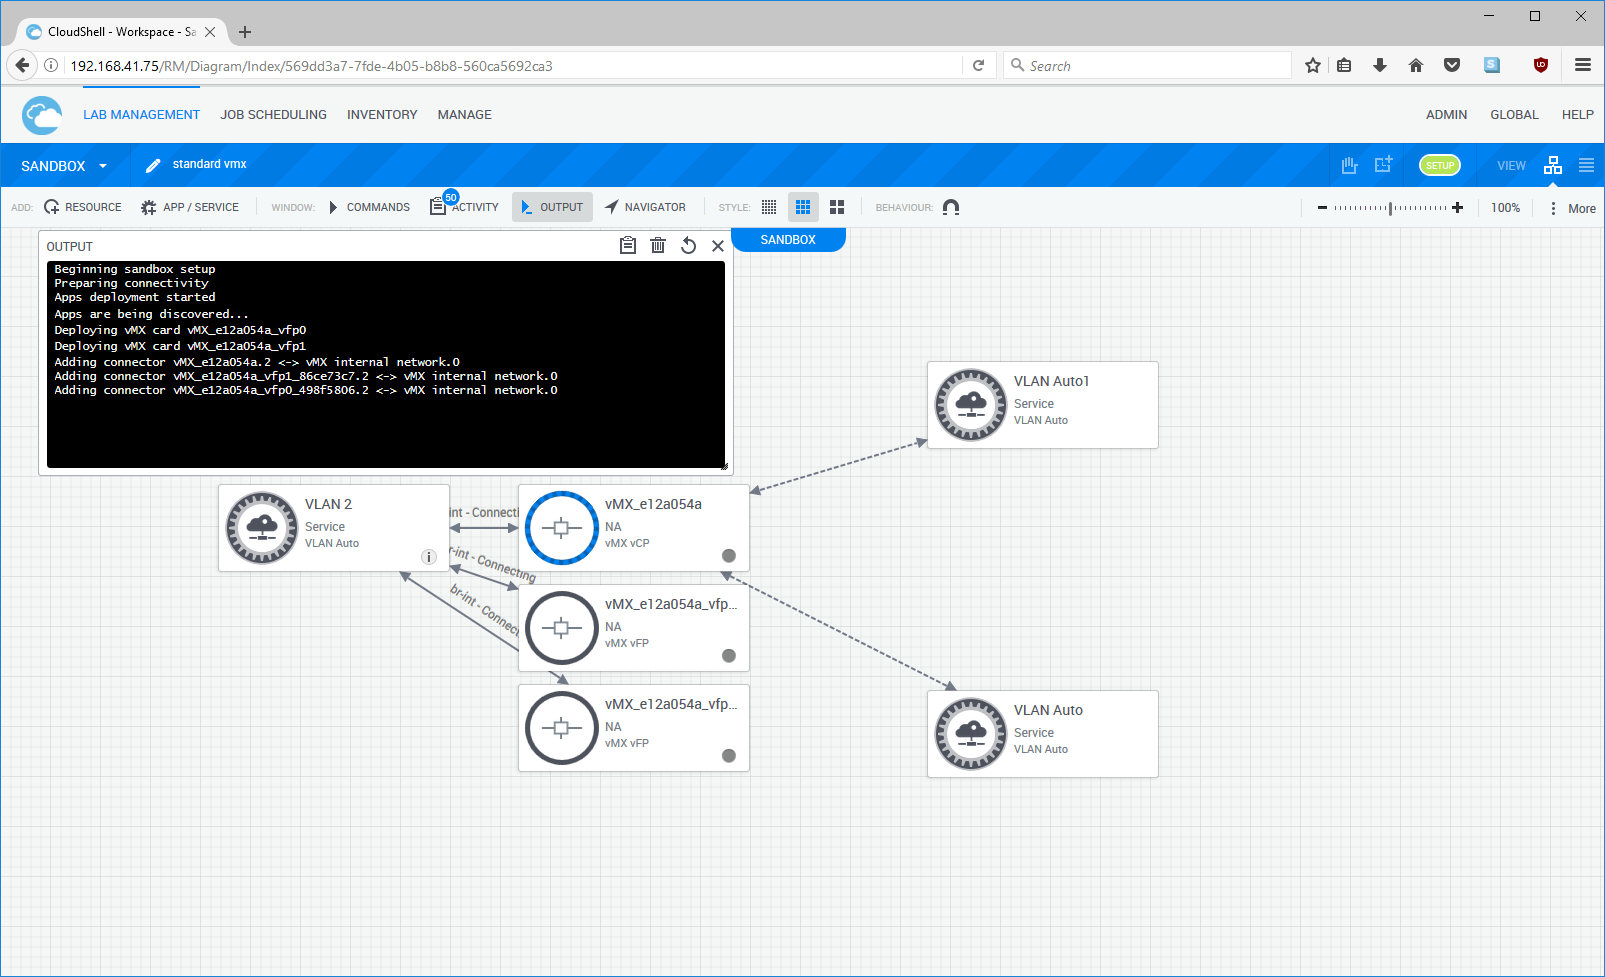 CloudShell - Workspace - Sa
192.168.41.75/RM/Diagram/Index/569dd3a7-7fde-4b05-b8b8-560ca5692ca3
Search
LAB MANAGEMENT JOB SCHEDULING INVENTORY MANAGE ADMIN GLOBAL HELP
SANDBOX standard vmx SETUP VIEW
ADD: RESOURCE APP / SERVICE WINDOW: COMMANDS 50 ACTIVITY OUTPUT NAVIGATOR STYLE: BEHAVIOUR: 100% More
OUTPUT
SANDBOX
Beginning sandbox setup
Preparing connectivity
Apps deployment started
Apps are being discovered...
Deploying vMX card vMX_e12a054a_vfp0
Deploying vMX card vMX_e12a054a_vfp1
Adding connector vMX_e12a054a.2 <-> vMX internal network.0
Adding connector vMX_e12a054a_vfp1_86ce73c7.2 <-> vMX internal network.0
Adding connector vMX_e12a054a_vfp0_498f5806.2 <-> vMX internal network.0
VLAN Auto1
Service
VLAN Auto
VLAN 2
Service
VLAN Auto
int - Connecti
r-int - Connecting
br-int - Connect
vMX_e12a054a
NA
vMX vCP
vMX_e12a054a_vfp...
NA
vMX vFP
vMX_e12a054a_vfp...
NA
vMX vFP
VLAN Auto
Service
VLAN Auto